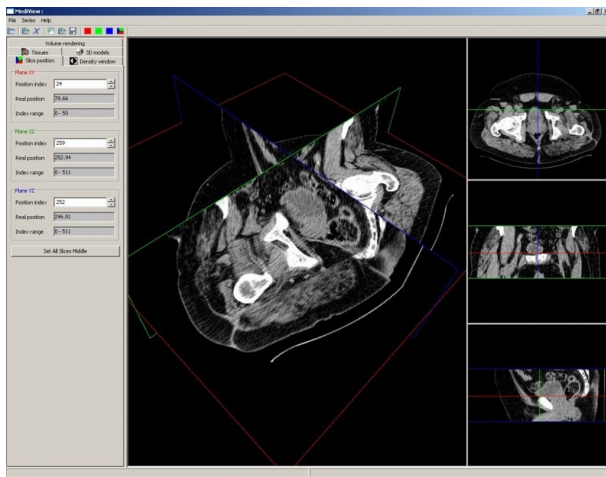 MediView :
File Series Help
Volume rendering
Tissues 3D models
Slice position Density window
Plane XY
Position index 24
Real position 70.66
Index range 0 - 50
Plane XZ
Position index 259
Real position 252.94
Index range 0 - 511
Plane YZ
Position index 252
Real position 246.81
Index range 0 - 511
Set All Slices Middle